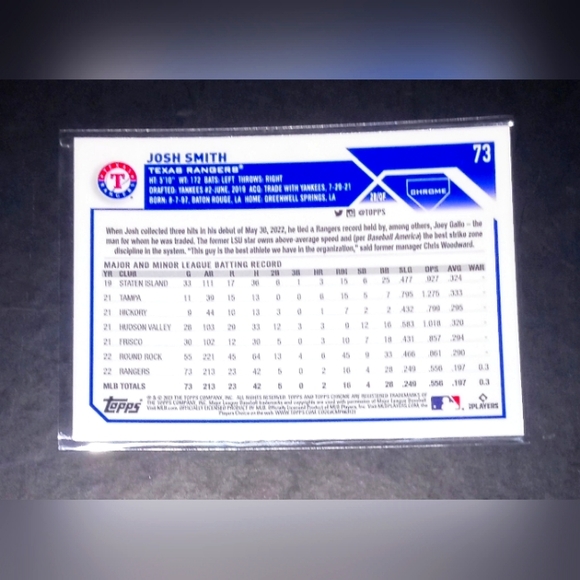 JOSH SMITH
73
TEXAS RANGERS®
HT: 5'10" WT: 172 BATS: LEFT THROWS: RIGHT
DRAFTED: YANKEES #2-JUNE, 2019 ACQ: TRADE WITH YANKEES, 7-29-21
BORN: 8-7-97, BATON ROUGE, LA HOME: GREENWELL SPRINGS, LA
CHROME
@TOPPS
When Josh collected three hits in his debut of May 30, 2022, he tied a Rangers record held by, among others, Joey Gallo – the
man for whom he was traded. The former LSU star owns above-average speed and (per Baseball America) the best strike zone
discipline in the system. "This guy is the best athlete we have in the organization," said former manager Chris Woodward.
MAJOR AND MINOR LEAGUE BATTING RECORD
YR CLUB G AB R H 2B 3B HR RBI SB BB SLG OPS AVG WAR
19 STATEN ISLAND 33 111 17 36 6 1 3 15 6 25 .477 .927 .324 -
21 TAMPA 11 39 15 13 0 0 6 15 5 7 .795 1.275 .333 -
21 HICKORY 44 10 13 3 0 1 7 2 2 .432 .295 -
21 HUDSON VALLEY 28 103 20 33 12 3 3 9 12 16 .583 1.018 .320 -
21 FRISCO 30 102 12 30 5 0 3 10 7 18 .431 .294 -
22 ROUND ROCK 55 221 45 64 13 4 6 45 9 33 .466 .290 -
22 RANGERS 73 213 23 42 5 0 2 16 4 28 .249 .556 .197 0.3
MLB TOTALS 73 213 23 42 5 0 2 16 4 28 .249 .556 .197 0.3
Topps
PLAYERS